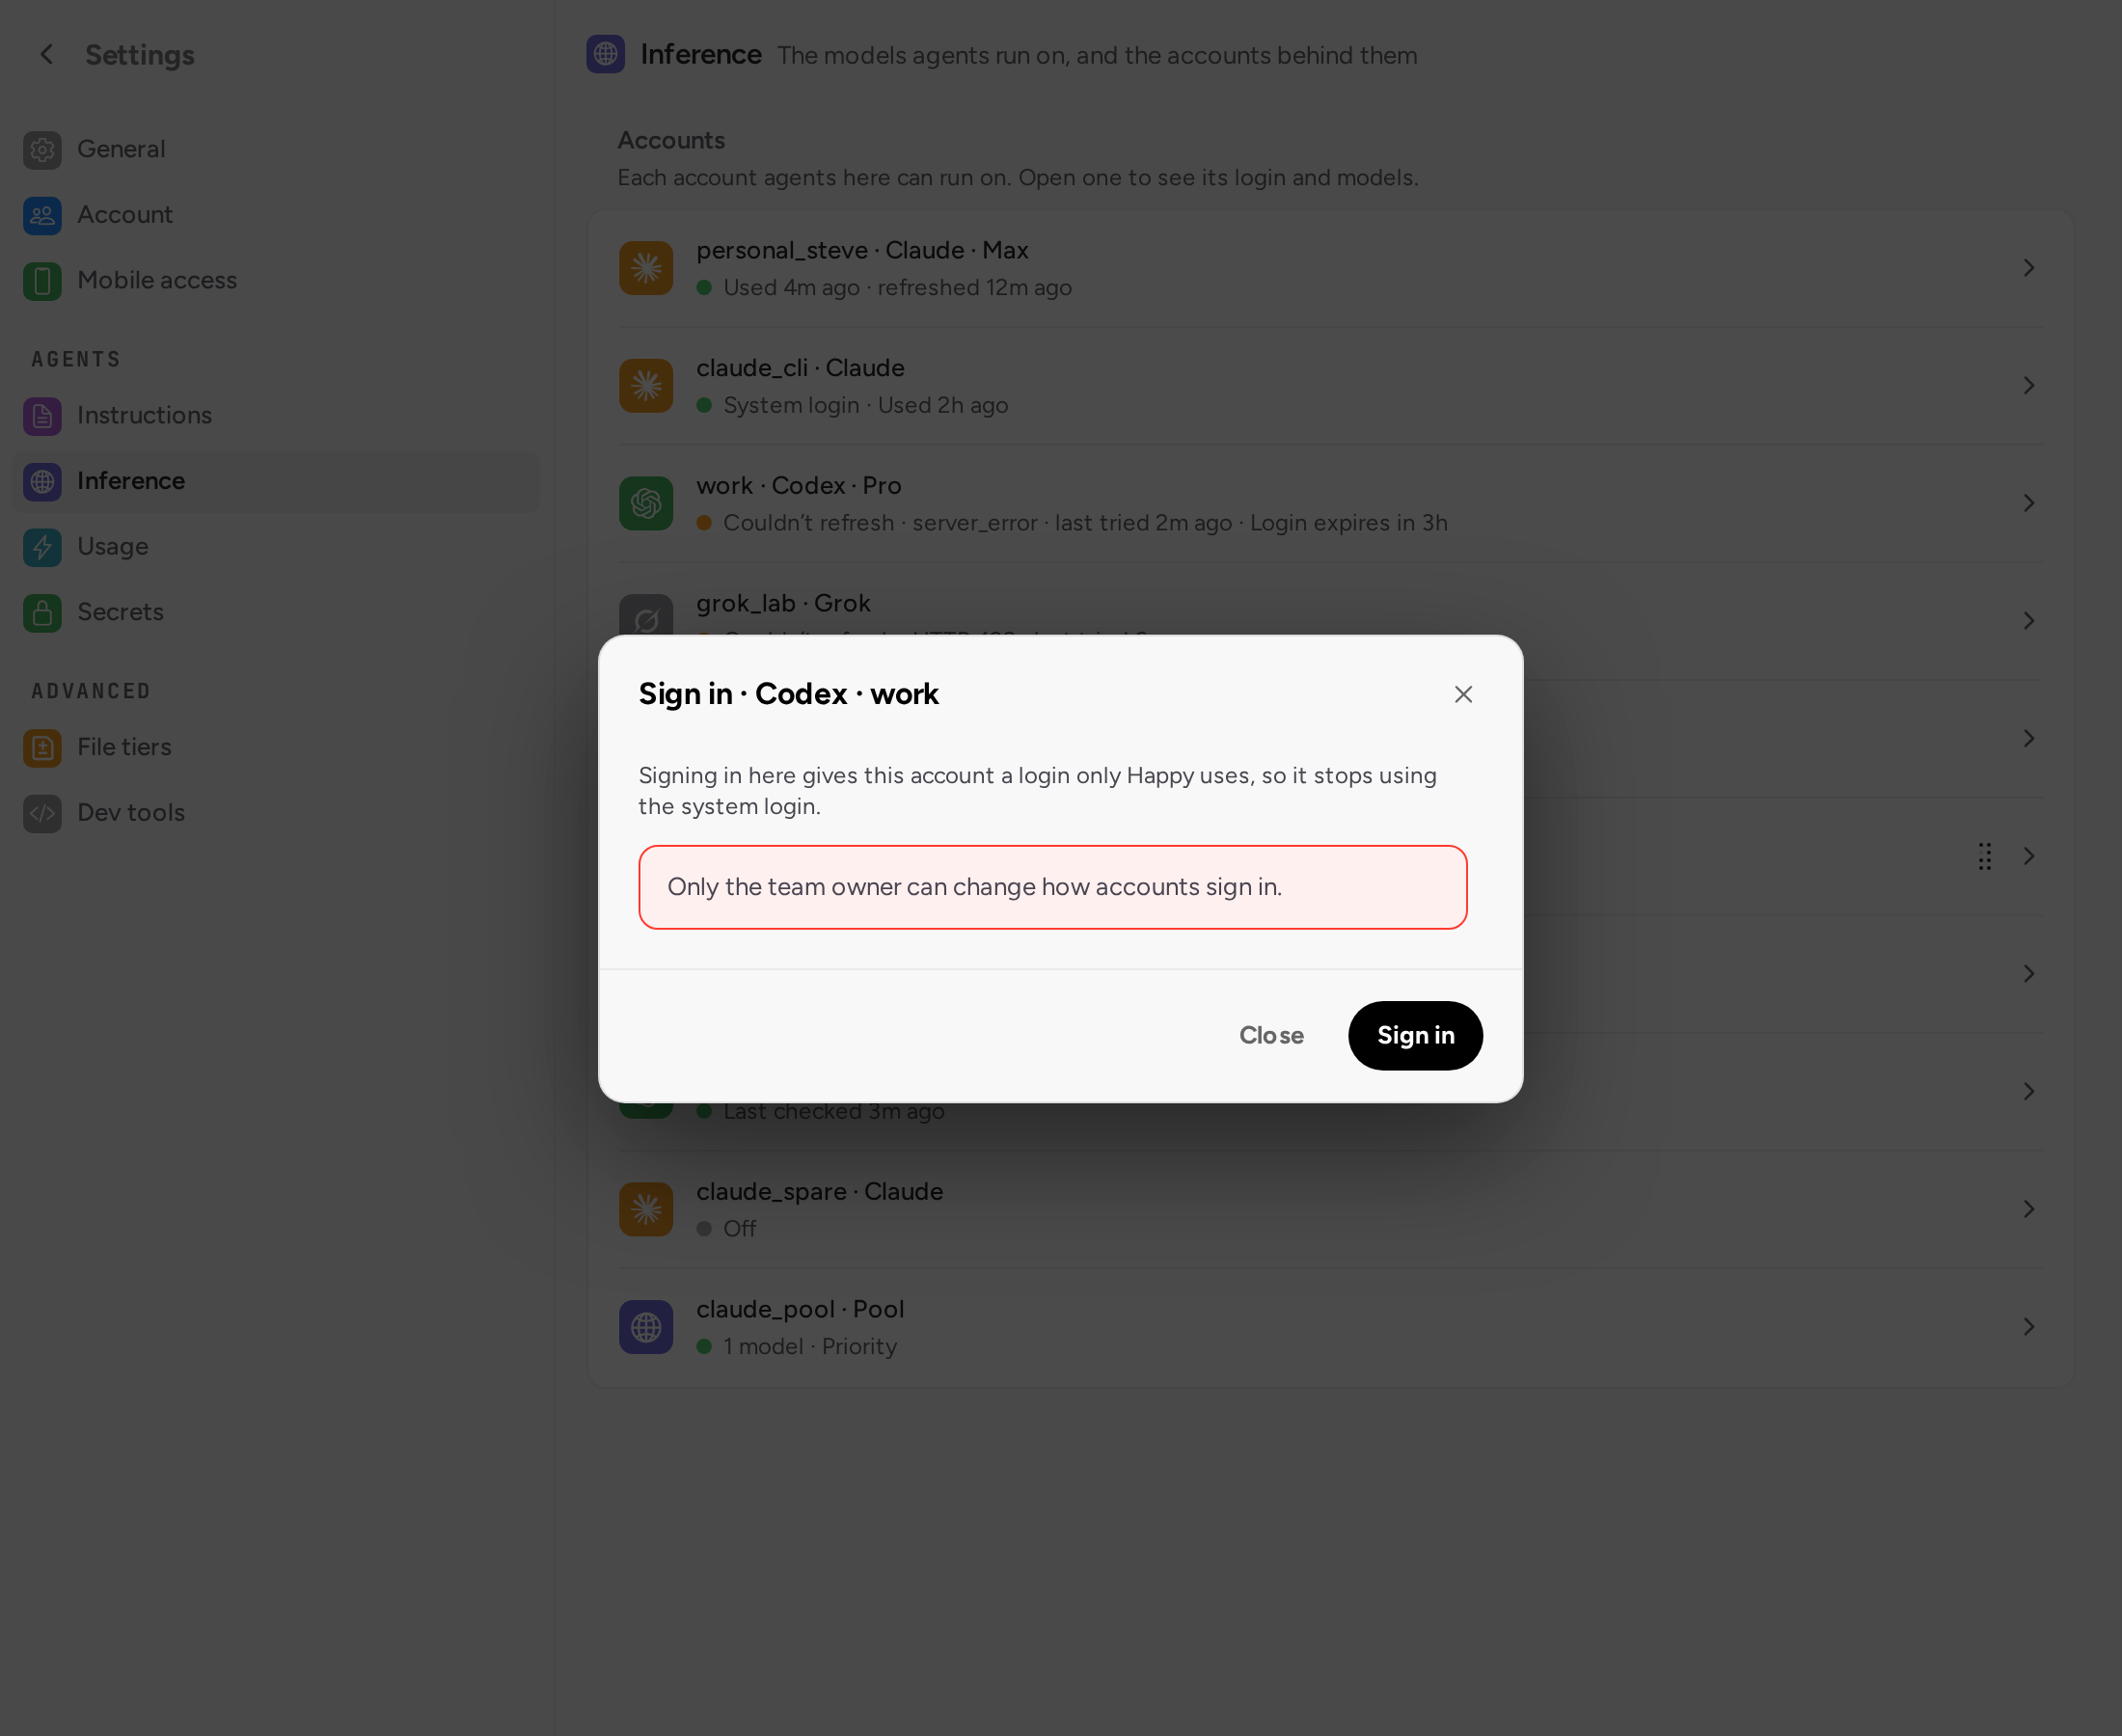 Settings
General
Account
Mobile access
AGENTS
Instructions
Inference
Usage
Secrets
ADVANCED
File tiers
Dev tools
Inference The models agents run on, and the accounts behind them
Accounts
Each account agents here can run on. Open one to see its login and models.
personal_steve · Claude · Max
Used 4m ago · refreshed 12m ago
claude_cli · Claude
System login · Used 2h ago
work · Codex · Pro
Couldn’t refresh · server_error · last tried 2m ago · Login expires in 3h
grok_lab · Grok
Sign in · Codex · work
Signing in here gives this account a login only Happy uses, so it stops using
the system login.
Only the team owner can change how accounts sign in.
Close
Sign in
Last checked 3m ago
claude_spare · Claude
Off
claude_pool · Pool
1 model · Priority